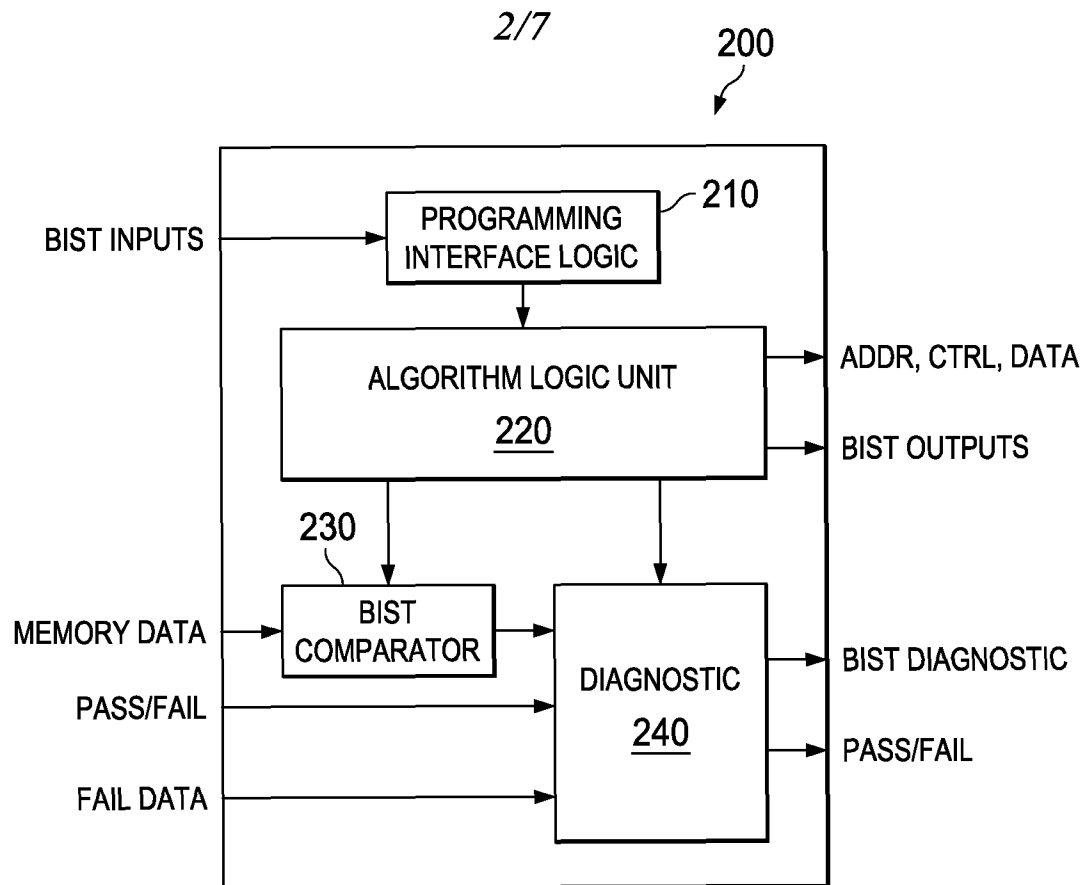 2/7
200
PROGRAMMING
INTERFACE LOGIC
210
BIST INPUTS
ALGORITHM LOGIC UNIT
220
ADDR, CTRL, DATA
BIST OUTPUTS
230
BIST
COMPARATOR
MEMORY DATA
PASS/FAIL
FAIL DATA
DIAGNOSTIC
240
BIST DIAGNOSTIC
PASS/FAIL